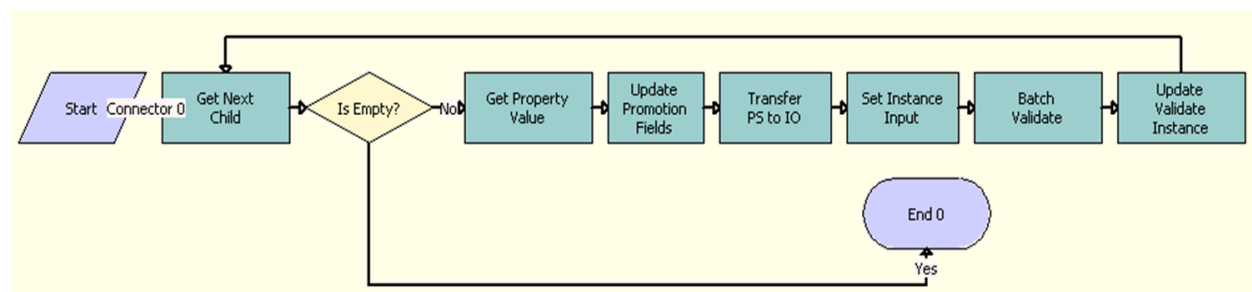 Start
Connector 0
Get Next
Child
Is Empty?
No
Get Property
Value
Update
Promotion
Fields
Transfer
PS to IO
Set Instance
Input
Batch
Validate
Update
Validate
Instance
End 0
Yes